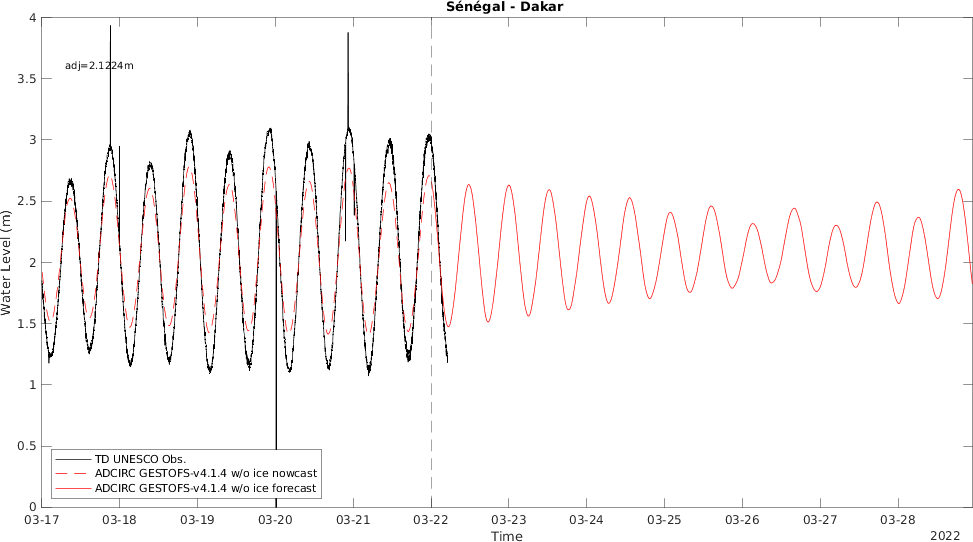 Sénégal - Dakar
adj=2.1224m
4
3.5
3
2.5
2
1.5
1
0.5
0
Water Level (m)
TD UNESCO Obs.
ADCIRC GESTOFS-v4.1.4 w/o ice nowcast
ADCIRC GESTOFS-v4.1.4 w/o ice forecast
03-17 03-18 03-19 03-20 03-21 03-22 03-23 03-24 03-25 03-26 03-27 03-28
Time
2022